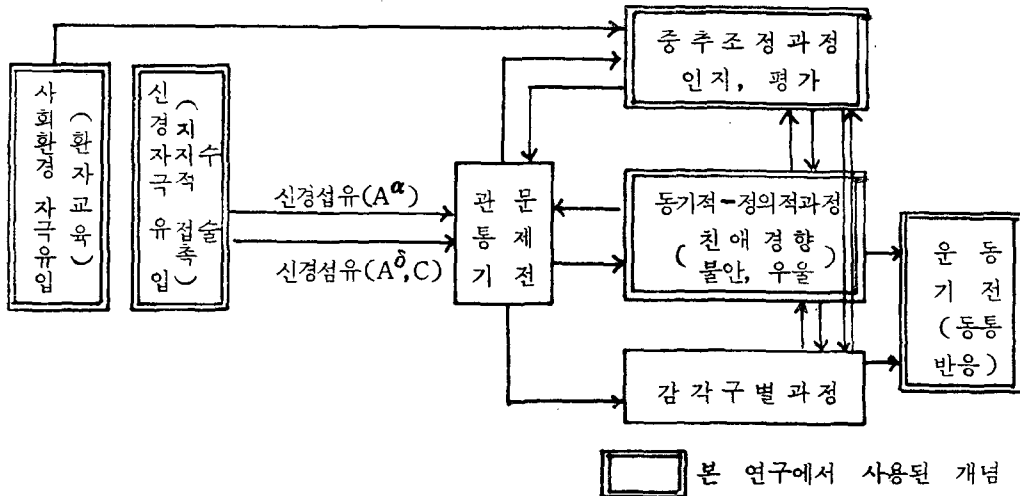 사회환경 자극유입
(환자교육)
신경자극 유입
(지지적 접촉
수술)
신경섬유(Aα)
신경섬유(Aδ,C)
관문
통제
기전
중추조정과정
인지, 평가
동기적-정의적과정
(친애경향
불안, 우울)
감각구별과정
운동
기전
(동통
반응)
본 연구에서 사용된 개념